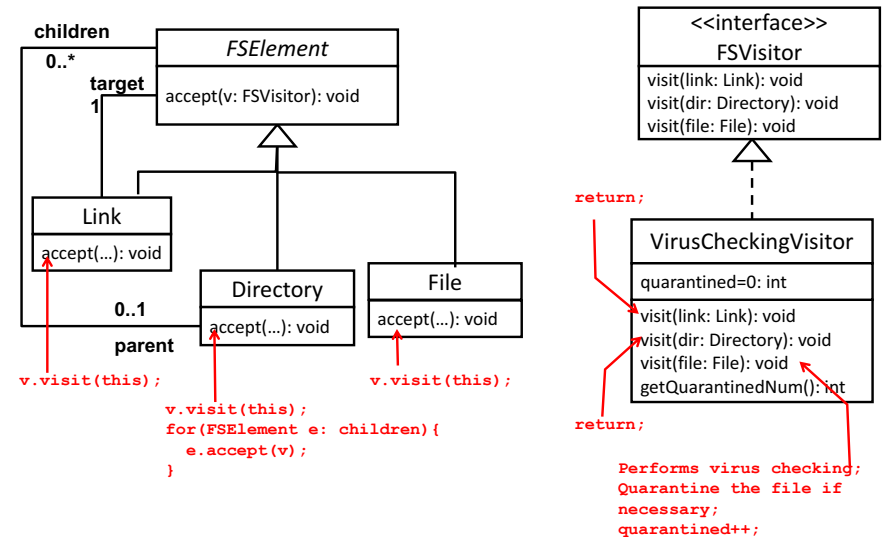 children
0..*
target
1
FSElement
accept(v: FSVisitor): void
Link
accept(...): void
Directory
accept(...): void
File
accept(...): void
0..1
parent
v.visit(this);
v.visit(this);
for(FSElement e: children){
e.accept(v);
}
v.visit(this);
<<interface>>
FSVisitor
visit(link: Link): void
visit(dir: Directory): void
visit(file: File): void
return;
VirusCheckingVisitor
quarantined=0: int
visit(link: Link): void
visit(dir: Directory): void
visit(file: File): void
getQuarantinedNum(): int
return;
Performs virus checking;
Quarantine the file if
necessary;
quarantined++;